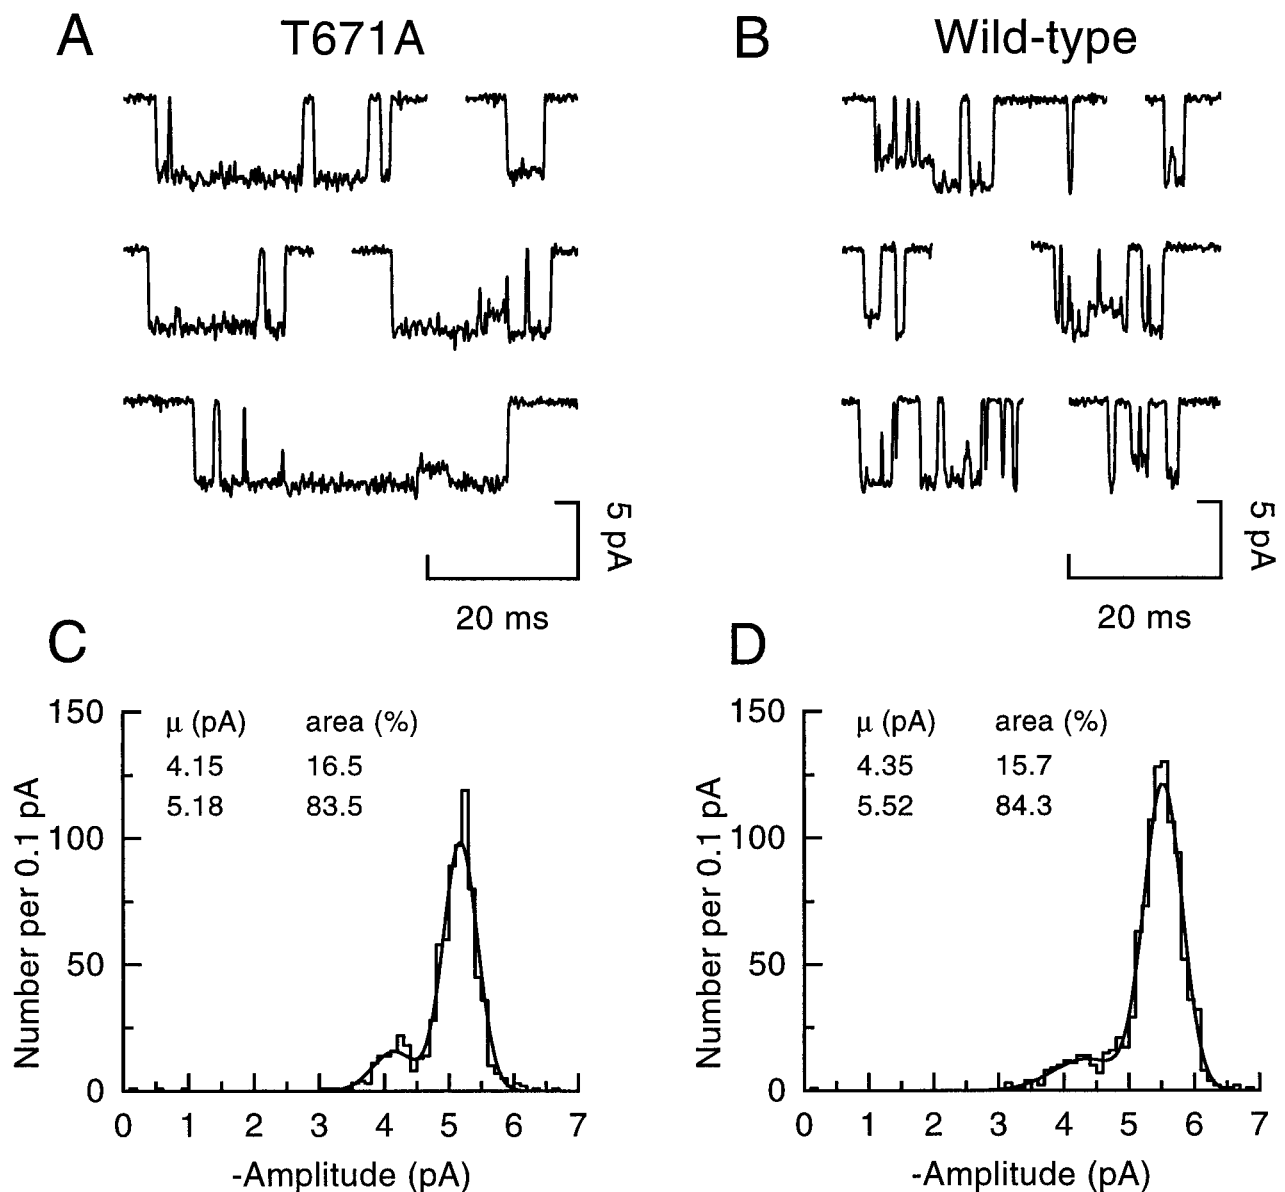 A
T671A
B
Wild-type
5 pA
20 ms
5 pA
20 ms
C
150
100
50
0
Number per 0.1 pA
μ (pA) area (%)
4.15 16.5
5.18 83.5
0 1 2 3 4 5 6 7
-Amplitude (pA)
D
150
100
50
0
Number per 0.1 pA
μ (pA) area (%)
4.35 15.7
5.52 84.3
0 1 2 3 4 5 6 7
-Amplitude (pA)